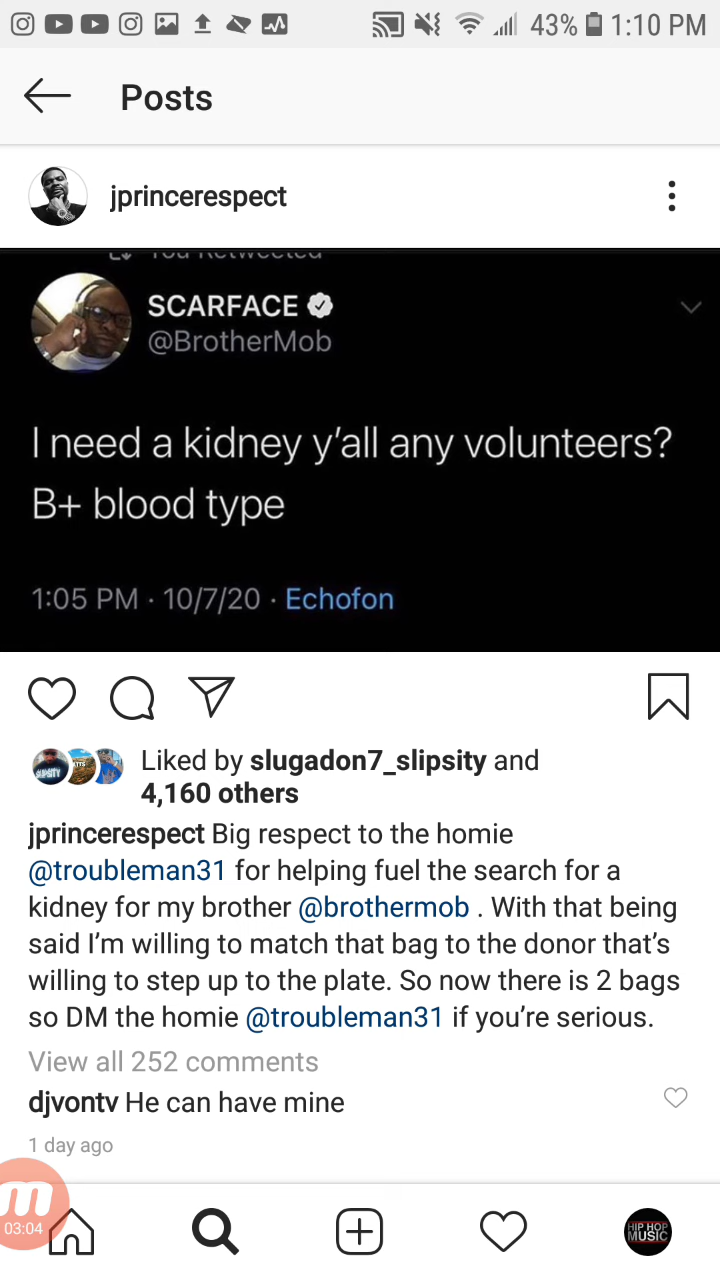 43% 1:10 PM
Posts
jprincerespect
You Retweeted
SCARFACE
@BrotherMob
I need a kidney y'all any volunteers?
B+ blood type
1:05 PM · 10/7/20 · Echofon
Liked by slugadon7_slipsity and
4,160 others
jprincerespect Big respect to the homie
@troubleman31 for helping fuel the search for a
kidney for my brother @brothermob . With that being
said I'm willing to match that bag to the donor that's
willing to step up to the plate. So now there is 2 bags
so DM the homie @troubleman31 if you're serious.
View all 252 comments
djvontv He can have mine
1 day ago
03:04
HIP HOP
MUSIC